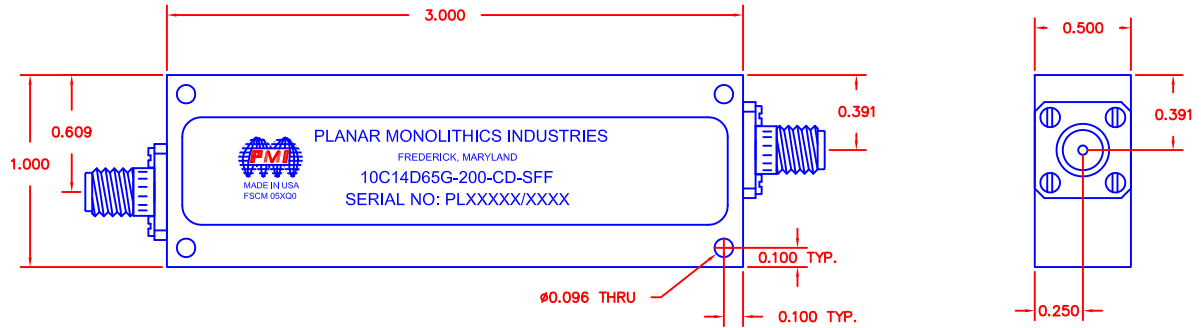 3.000
0.500
0.609
1.000
0.391
0.391
PLANAR MONOLITHICS INDUSTRIES
FREDERICK, MARYLAND
10C14D65G-200-CD-SFF
SERIAL NO: PLXXXXX/XXXX
PMI
MADE IN USA
FSCM 05XQ0
0.100 TYP.
ø0.096 THRU
0.100 TYP.
0.250